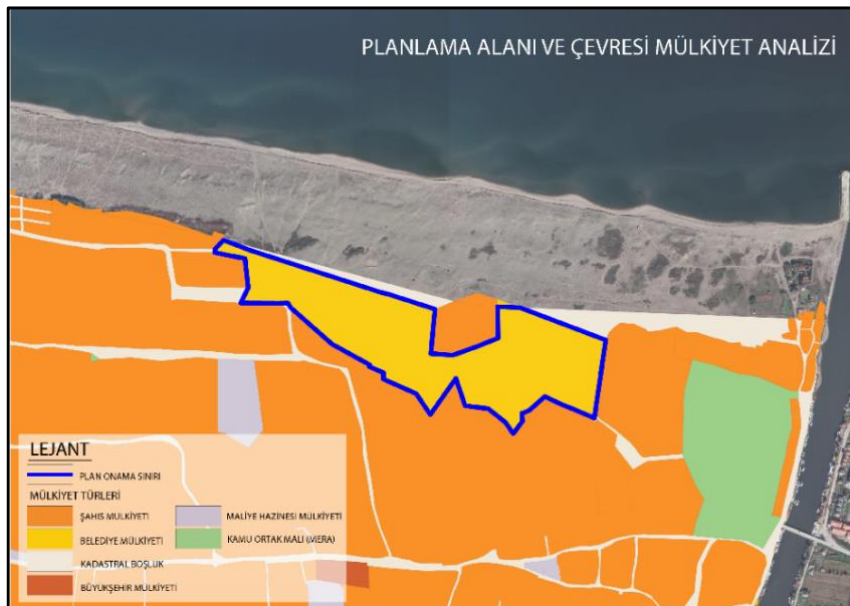 PLANLAMA ALANI VE ÇEVRESİ MÜLKİYET ANALİZİ
LEJANT
PLAN ONAMA SINIRI
MÜLKİYET TÜRLERİ
ŞAHIS MÜLKİYETİ
BELEDİYE MÜLKİYETİ
KADASTRAL BOŞLUK
BÜYÜKŞEHİR MÜLKİYETİ
MALİYE HAZİNESİ MÜLKİYETİ
KAMU ORTAK MALI (MERA)